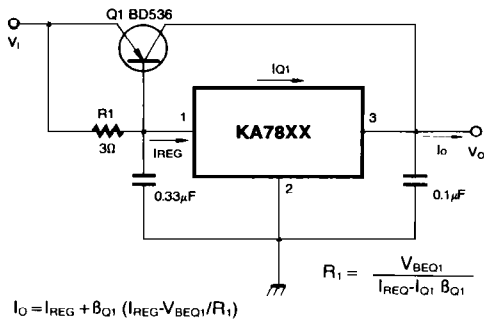 Q1 BD536
VI
IQ1
R1
3Ω
1
IREG
KA78XX
3
IO
VO
2
0.33μF
0.1μF
R1 = VBEQ1
IREQ-IQ1 βQ1
IO = IREG + βQ1 (IREG-VBEQ1/R1)